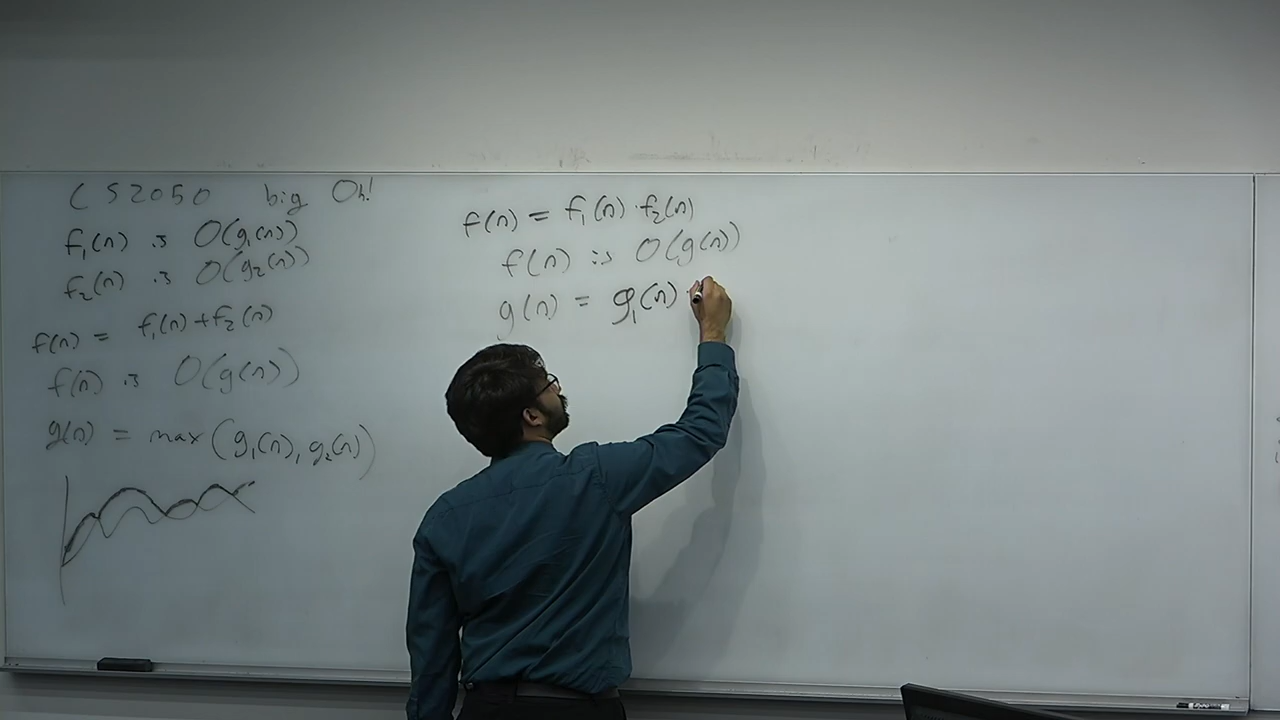 CS2050 big Oh!
f₁(n) is O(g₁(n))
f₂(n) is O(g₂(n))
f(n) = f₁(n)+f₂(n)
f(n) is O(g(n))
g(n) = max(g₁(n), g₂(n))
f(n) = f₁(n)·f₂(n)
f(n) is O(g(n))
g(n) = g₁(n) ·